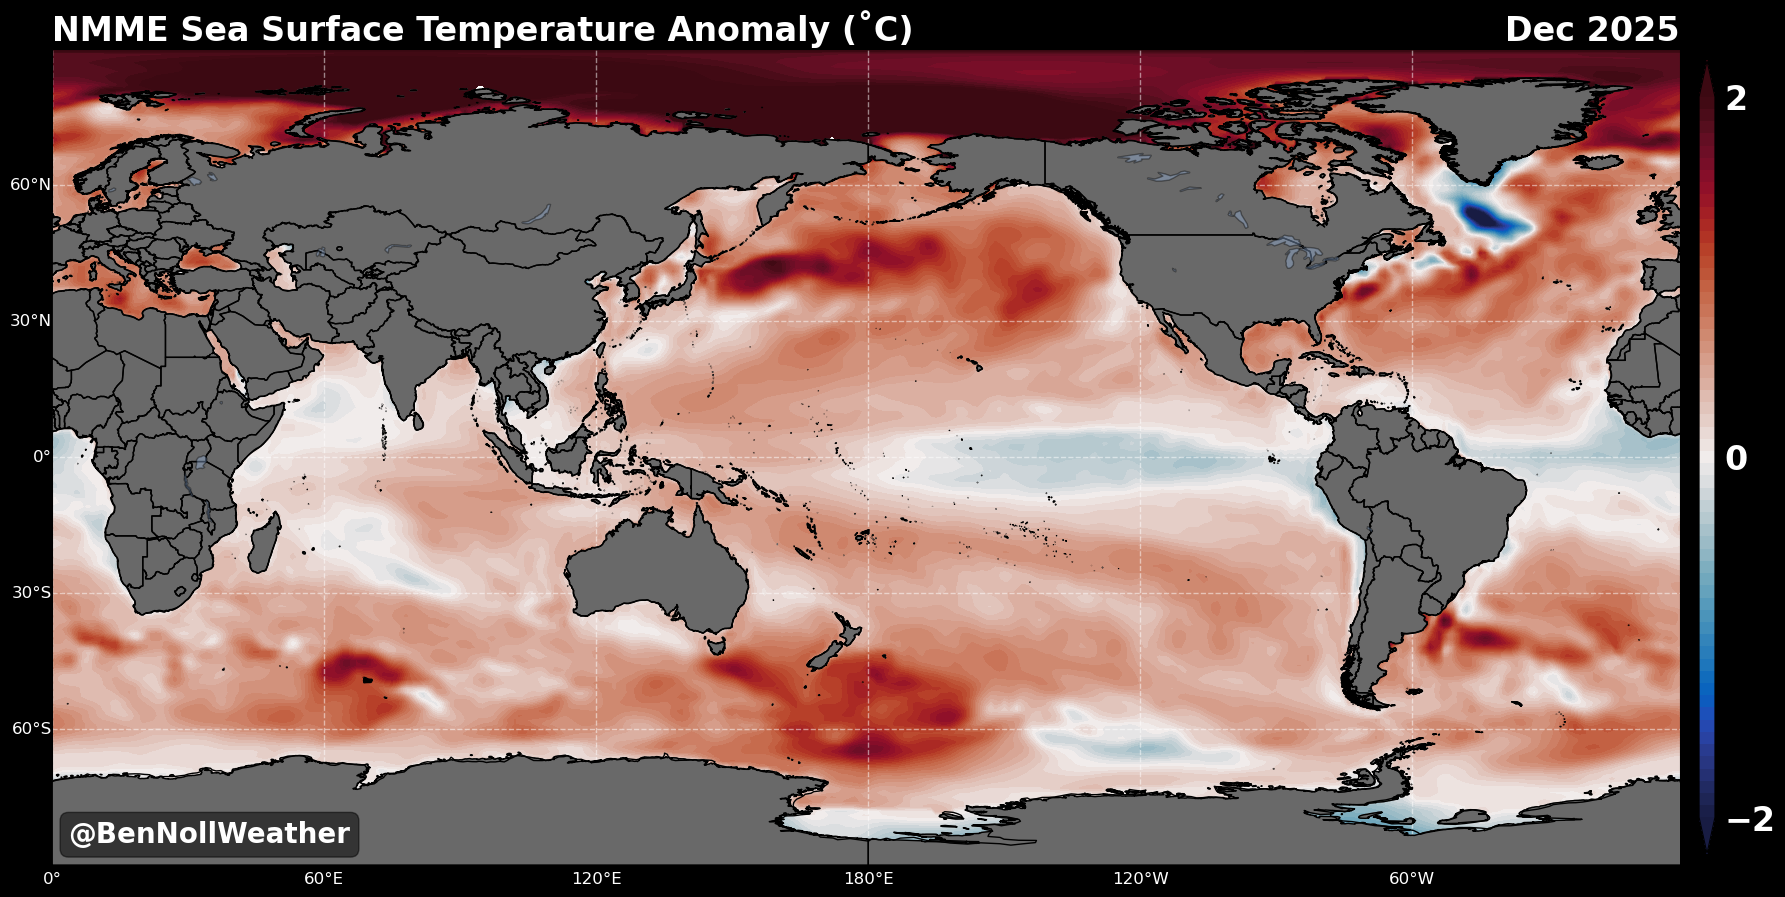 NMME Sea Surface Temperature Anomaly (˚C)
Dec 2025
60°N
30°N
0°
30°S
60°S
0°
60°E
120°E
180°E
120°W
60°W
2
0
−2
@BenNollWeather